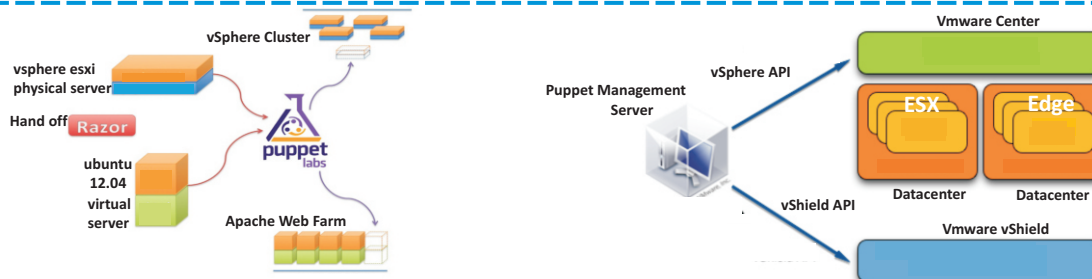 vSphere Cluster
vsphere esxi
physical server
Hand off
Razor
puppet
labs
ubuntu
12.04
virtual
server
Apache Web Farm
Vmware Center
vSphere API
Puppet Management
Server
ESX
Edge
Datacenter
Datacenter
vShield API
Vmware vShield